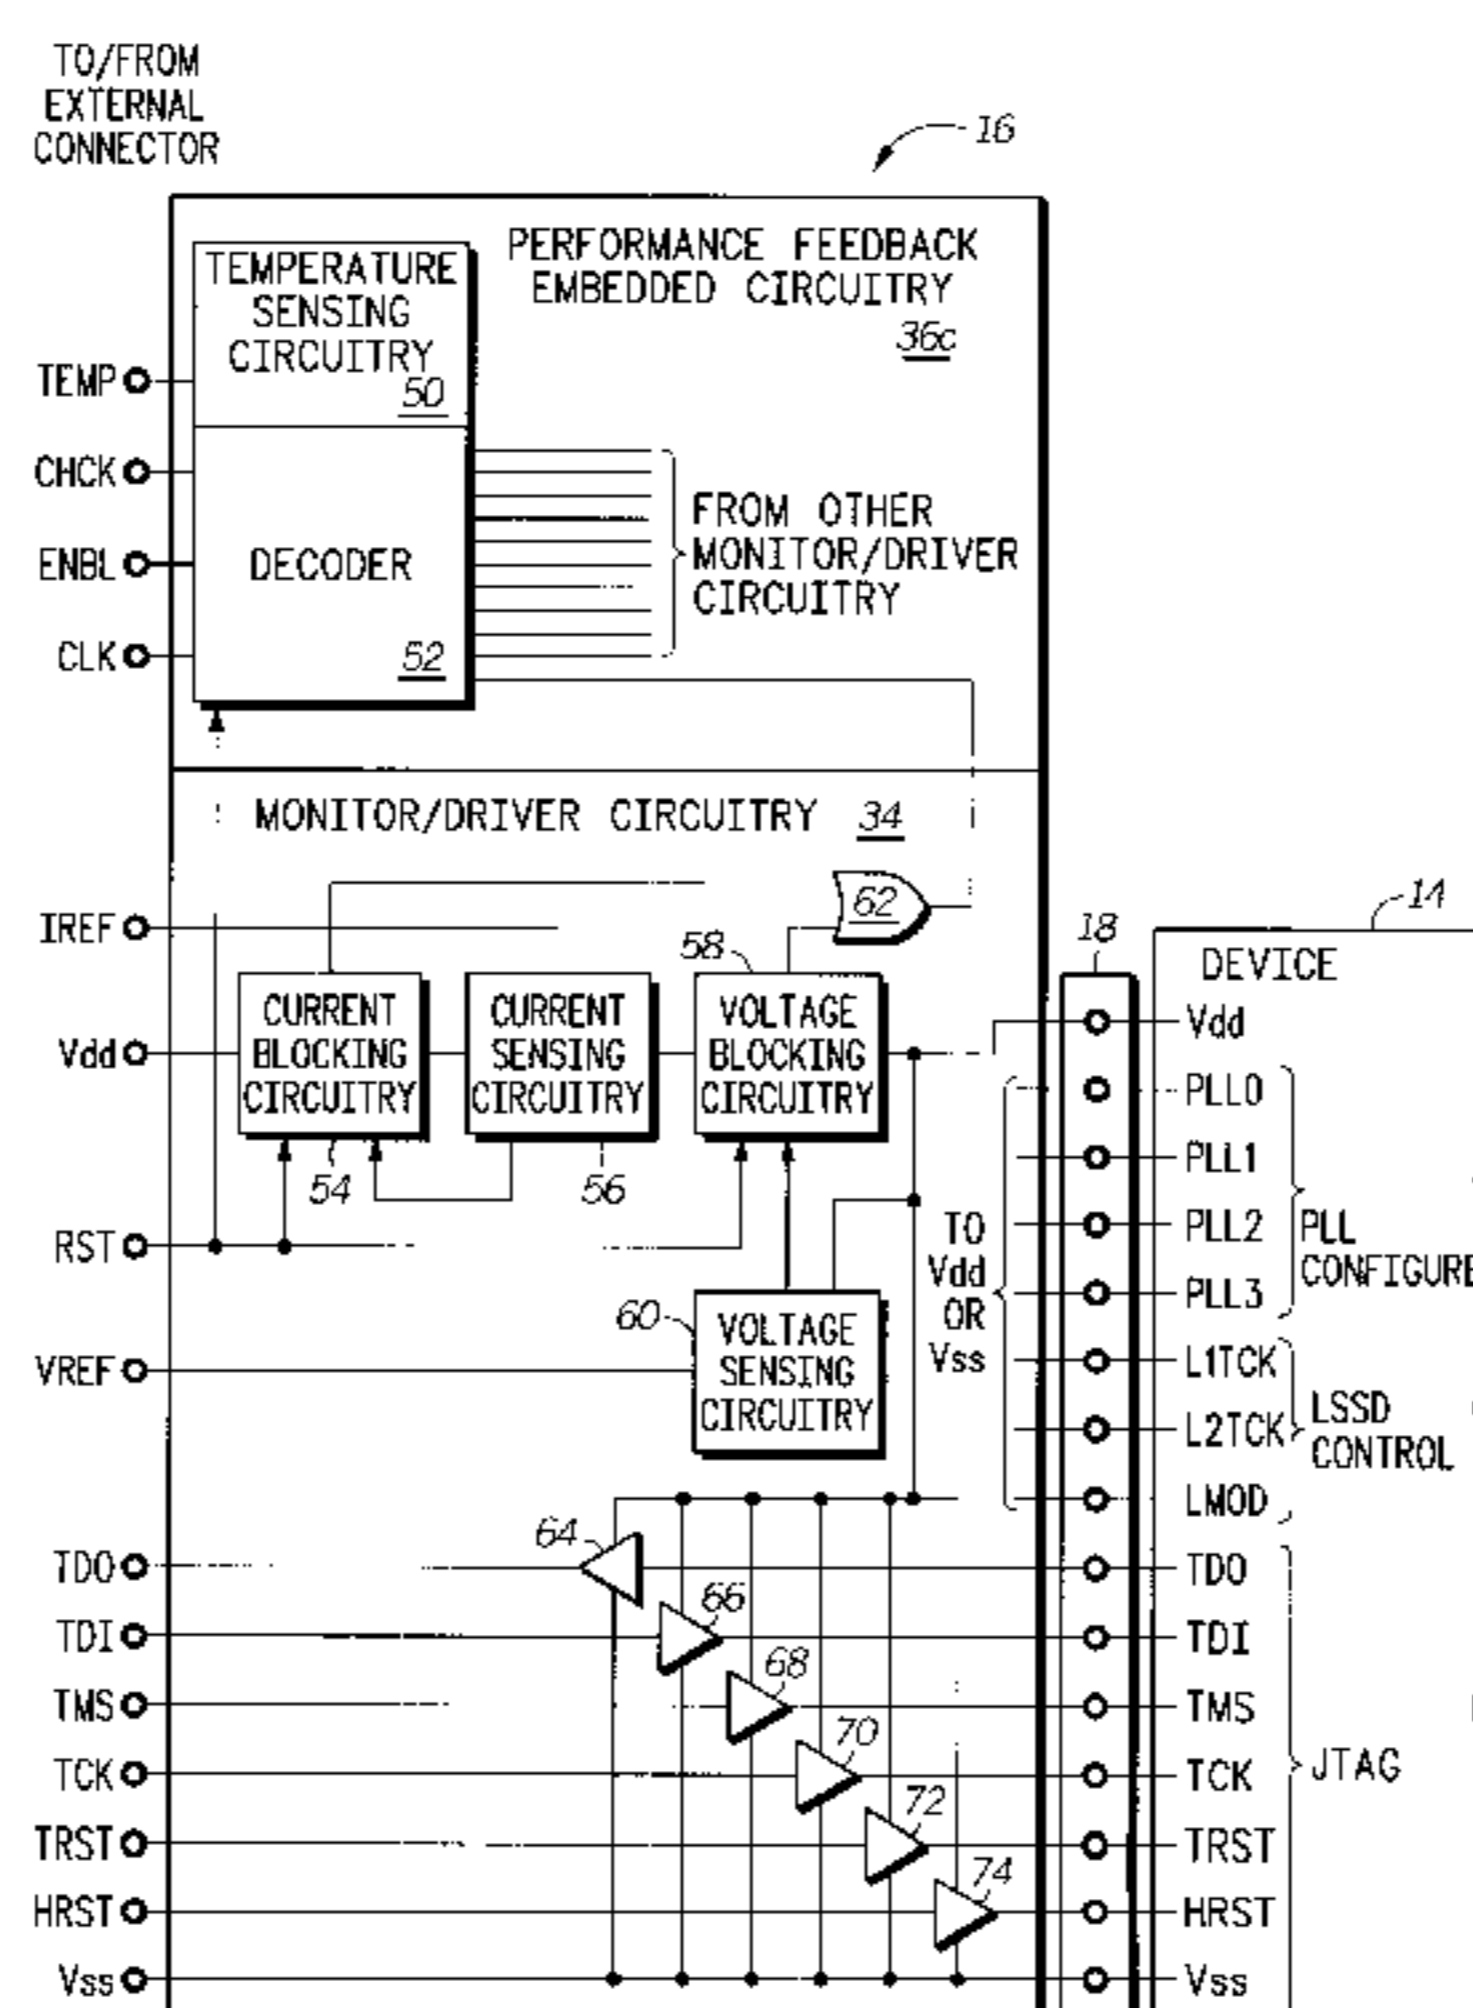 TO/FROM
EXTERNAL
CONNECTOR
16
PERFORMANCE FEEDBACK
EMBEDDED CIRCUITRY
36c
TEMPERATURE
SENSING
CIRCUITRY
50
TEMP
CHCK
ENBL
CLK
DECODER
52
FROM OTHER
MONITOR/DRIVER
CIRCUITRY
MONITOR/DRIVER CIRCUITRY 34
IREF
62
58
18
14
DEVICE
CURRENT
BLOCKING
CIRCUITRY
54
CURRENT
SENSING
CIRCUITRY
56
VOLTAGE
BLOCKING
CIRCUITRY
Vdd
RST
60
VOLTAGE
SENSING
CIRCUITRY
VREF
TO
Vdd
OR
Vss
Vdd
PLL0
PLL1
PLL2
PLL3
PLL
CONFIGURE
L1TCK
L2TCK
LMOD
LSSD
CONTROL
64
66
68
70
72
74
TDO
TDI
TMS
TCK
TRST
HRST
Vss
TDO
TDI
TMS
TCK
TRST
HRST
Vss
JTAG